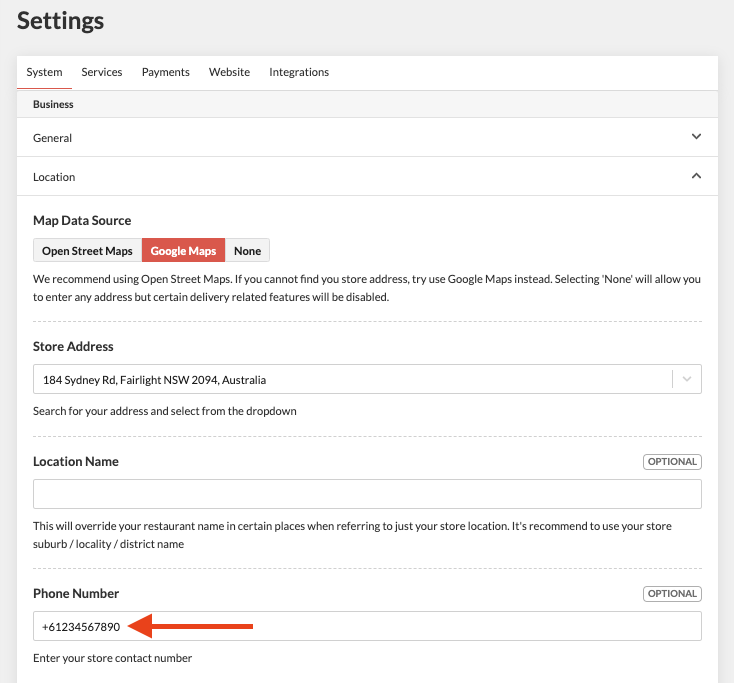 Settings
System Services Payments Website Integrations
Business
General
Location
Map Data Source
Open Street Maps Google Maps None
We recommend using Open Street Maps. If you cannot find you store address, try use Google Maps instead. Selecting 'None' will allow you
to enter any address but certain delivery related features will be disabled.
Store Address
184 Sydney Rd, Fairlight NSW 2094, Australia
Search for your address and select from the dropdown
Location Name OPTIONAL
This will override your restaurant name in certain places when referring to just your store location. It's recommend to use your store
suburb / locality / district name
Phone Number OPTIONAL
+61234567890
Enter your store contact number